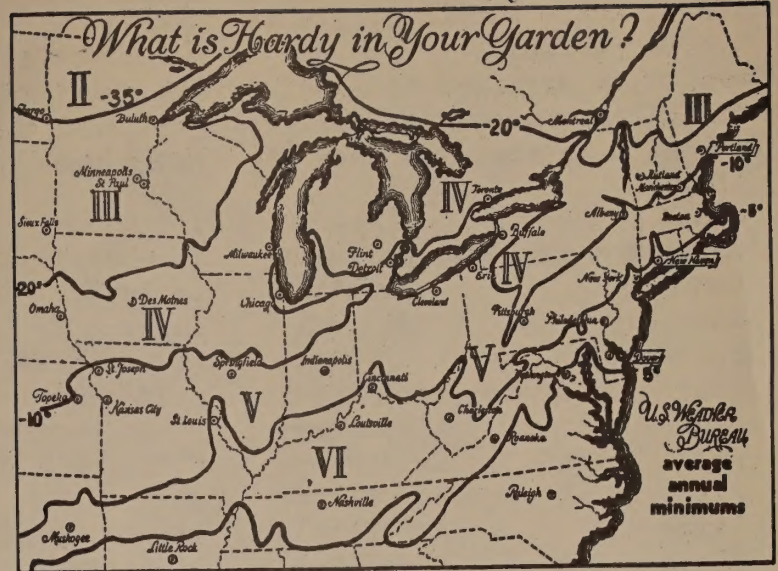 What is Hardy in Your Garden?
II -35°
Fargo
Duluth
Montreal
III
20°
Portland
-10°
Minneapolis
St Paul
III
IV
Toronto
Rutland
Manchester
Albany
Boston
-5°
Sioux Falls
Milwaukee
Flint
Detroit
Buffalo
IV
Erie
New Haven
New York
-20°
Omaha
Des Moines
IV
Chicago
Cleveland
Pittsburgh
Philadelphia
St Joseph
Springfield
Indianapolis
V
Dover
5°
Topeka
-10°
Kansas City
V
Cincinnati
Washington
St Louis
Louisville
Charleston
Roanoke
U.S. WEATHER
BUREAU
average
annual
minimums
VI
Nashville
Raleigh
Muskogee
Little Rock